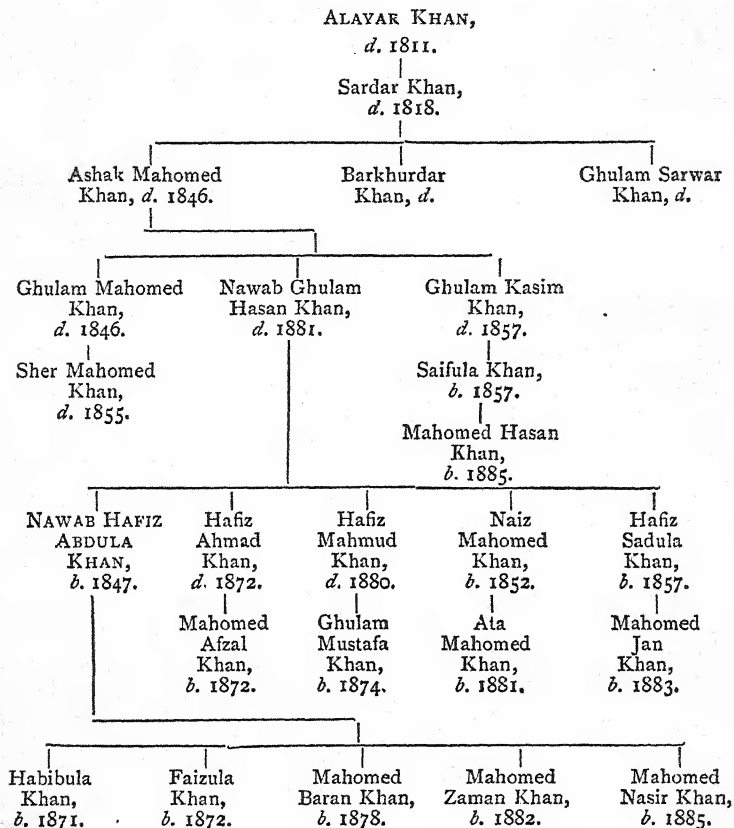 ALAYAR KHAN,
d. 1811.
Sardar Khan,
d. 1818.
Ashak Mahomed
Khan, d. 1846.
Barkhurdar
Khan, d.
Ghulam Sarwar
Khan, d.
Ghulam Mahomed
Khan,
d. 1846.
Nawab Ghulam
Hasan Khan,
d. 1881.
Ghulam Kasim
Khan,
d. 1857.
Sher Mahomed
Khan,
d. 1855.
Saifula Khan,
b. 1857.
Mahomed Hasan
Khan,
b. 1885.
NAWAB HAFIZ
ABDULA
KHAN,
b. 1847.
Hafiz
Ahmad
Khan,
d. 1872.
Hafiz
Mahmud
Khan,
d. 1880.
Naiz
Mahomed
Khan,
b. 1852.
Hafiz
Sadula
Khan,
b. 1857.
Mahomed
Afzal
Khan,
b. 1872.
Ghulam
Mustafa
Khan,
b. 1874.
Ata
Mahomed
Khan,
b. 1881.
Mahomed
Jan
Khan,
b. 1883.
Habibula
Khan,
b. 1871.
Faizula
Khan,
b. 1872.
Mahomed
Baran Khan,
b. 1878.
Mahomed
Zaman Khan,
b. 1882.
Mahomed
Nasir Khan,
b. 1885.